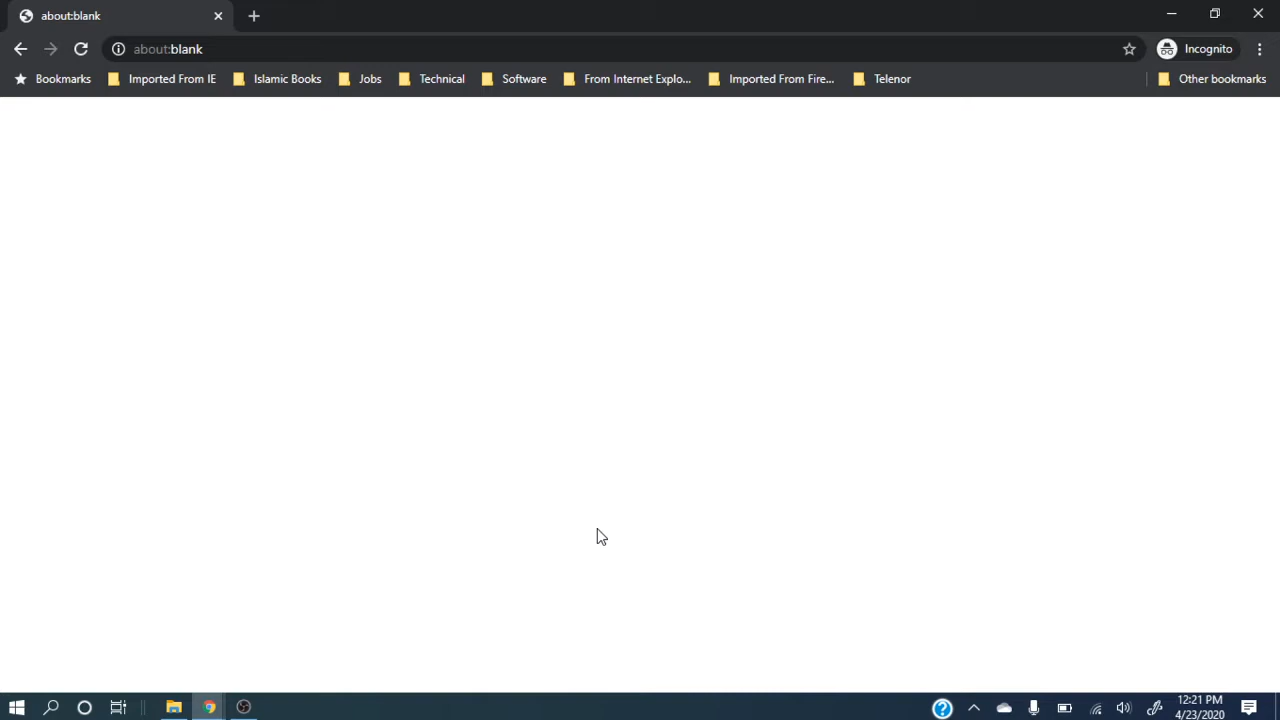 about:blank
about:blank
Incognito
Bookmarks Imported From IE Islamic Books Jobs Technical Software From Internet Explo... Imported From Fire... Telenor Other bookmarks
12:21 PM
4/23/2020